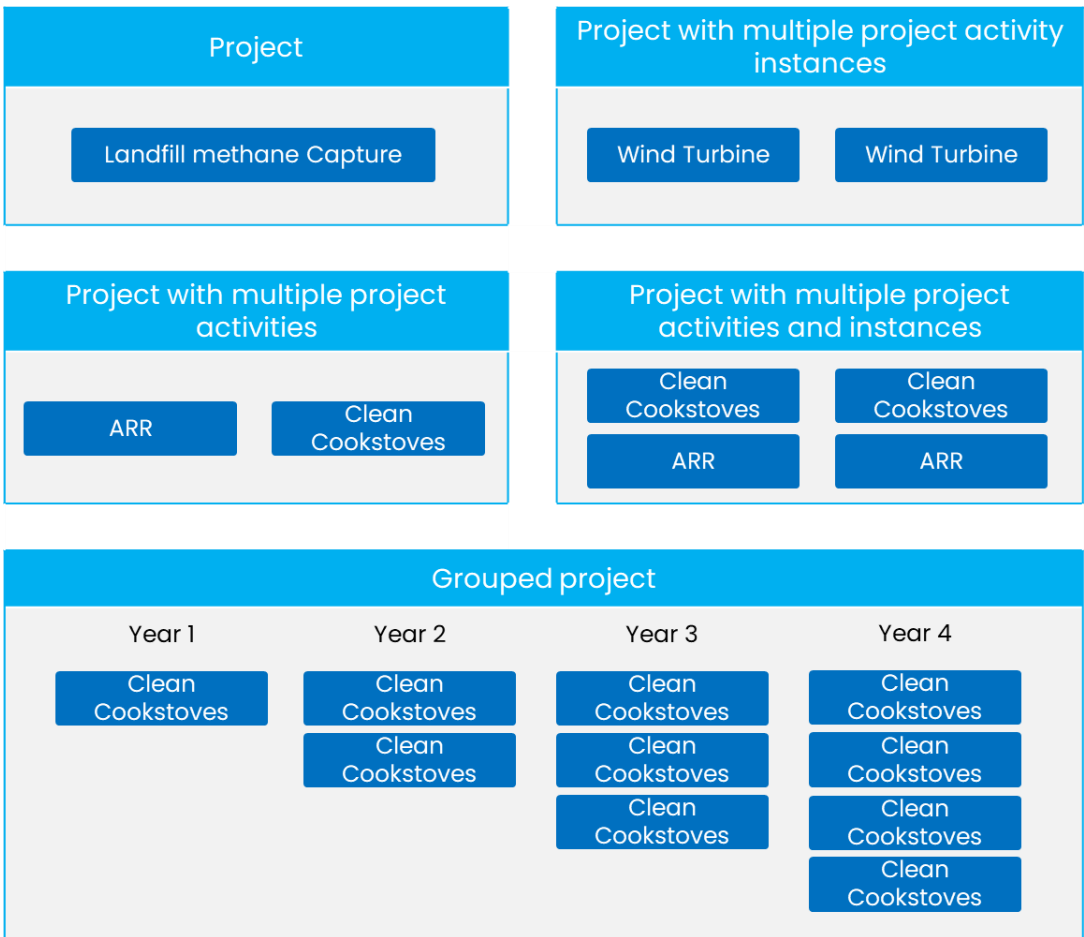 Project
Landfill methane Capture
Project with multiple project activity
instances
Wind Turbine
Wind Turbine
Project with multiple project
activities
ARR
Clean
Cookstoves
Project with multiple project
activities and instances
Clean
Cookstoves
Clean
Cookstoves
ARR
ARR
Grouped project
Year 1
Year 2
Year 3
Year 4
Clean
Cookstoves
Clean
Cookstoves
Clean
Cookstoves
Clean
Cookstoves
Clean
Cookstoves
Clean
Cookstoves
Clean
Cookstoves
Clean
Cookstoves
Clean
Cookstoves
Clean
Cookstoves